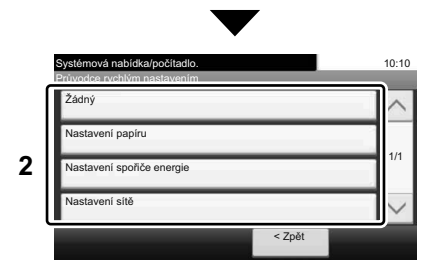 Systémová nabídka/počítadlo.
10:10
Průvodce rychlým nastavením
Žádný
Nastavení papíru
2
1/1
Nastavení spořiče energie
Nastavení sítě
< Zpět